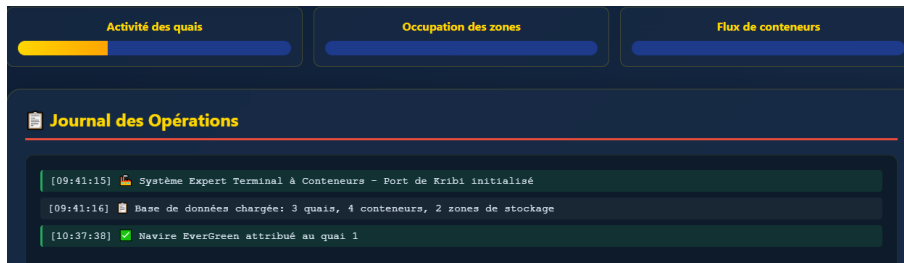 Activité des quais
Occupation des zones
Flux de conteneurs
Journal des Opérations
[09:41:15] Système Expert Terminal à Conteneurs - Port de Kribi initialisé
[09:41:16] Base de données chargée: 3 quais, 4 conteneurs, 2 zones de stockage
[10:37:38] Navire EverGreen attribué au quai 1